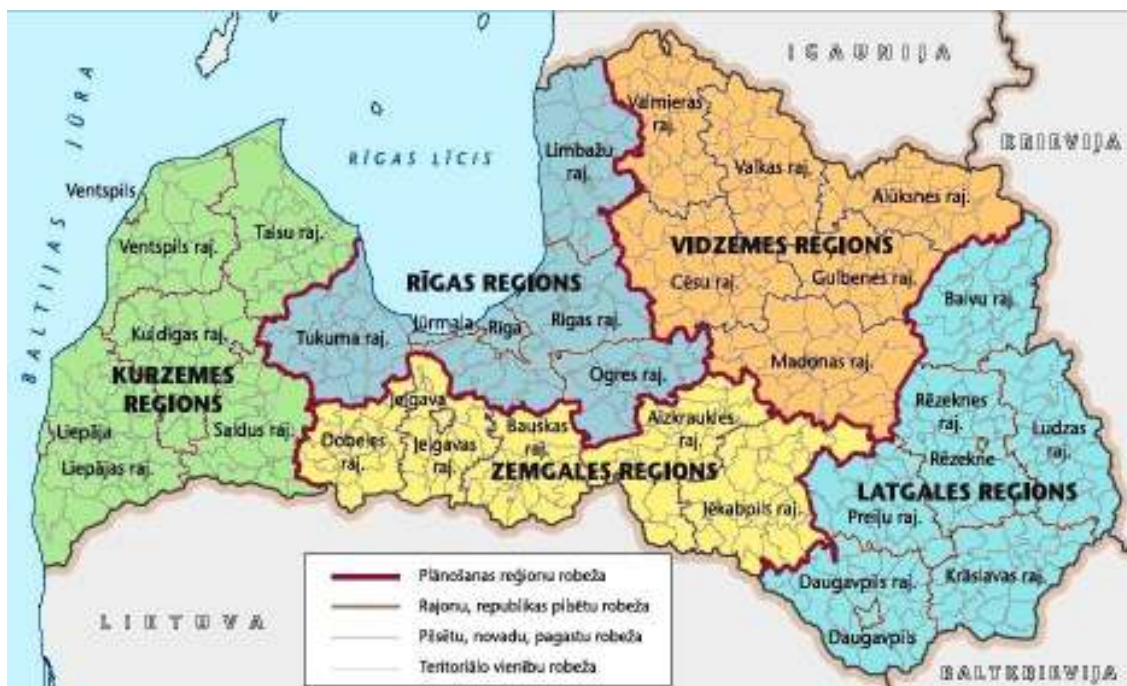 IGAUNIJA
KRIEVIJA
BALTIJAS JŪRA
RĪGAS LĪCIS
Valmieras
raj.
Limbažu
raj.
Valkas raj.
Alūksnes raj.
Ventspils
Ventspils raj.
Talsu raj.
VIDZEMES REĢIONS
Cēsu raj.
Gulbenes raj.
RĪGAS REĢIONS
Balvu raj.
Jūrmala
Rīga
Rīgas raj.
Tukuma raj.
Kuldīgas raj.
Madonas raj.
Ogres raj.
KURZEMES
REĢIONS
Jelgava
Aizkraukles
raj.
Rēzeknes
raj.
Ludzas
raj.
Liepāja
Saldus raj.
Dobeles
raj.
Jelgavas
raj.
Bauskas
raj.
Rēzekne
Liepājas raj.
ZEMGALES REĢIONS
LATGALES REĢIONS
Jēkabpils raj.
Preiļu raj.
Daugavpils raj.
Krāslavas raj.
Daugavpils
LIETUVA
BALTKRIEVIJA
Plānošanas reģionu robeža
Rajonu, republikas pilsētu robeža
Pilsētu, novadu, pagastu robeža
Teritoriālo vienību robeža